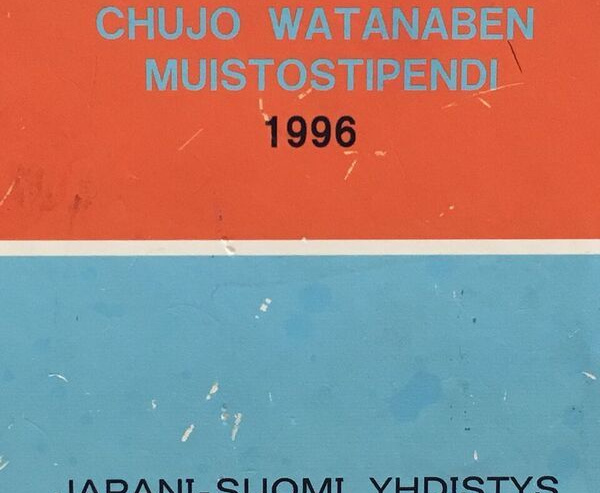 CHUJO WATANABEN
MUISTOSTIPENDI
1996
JAPANI-SUOMI YHDISTYS